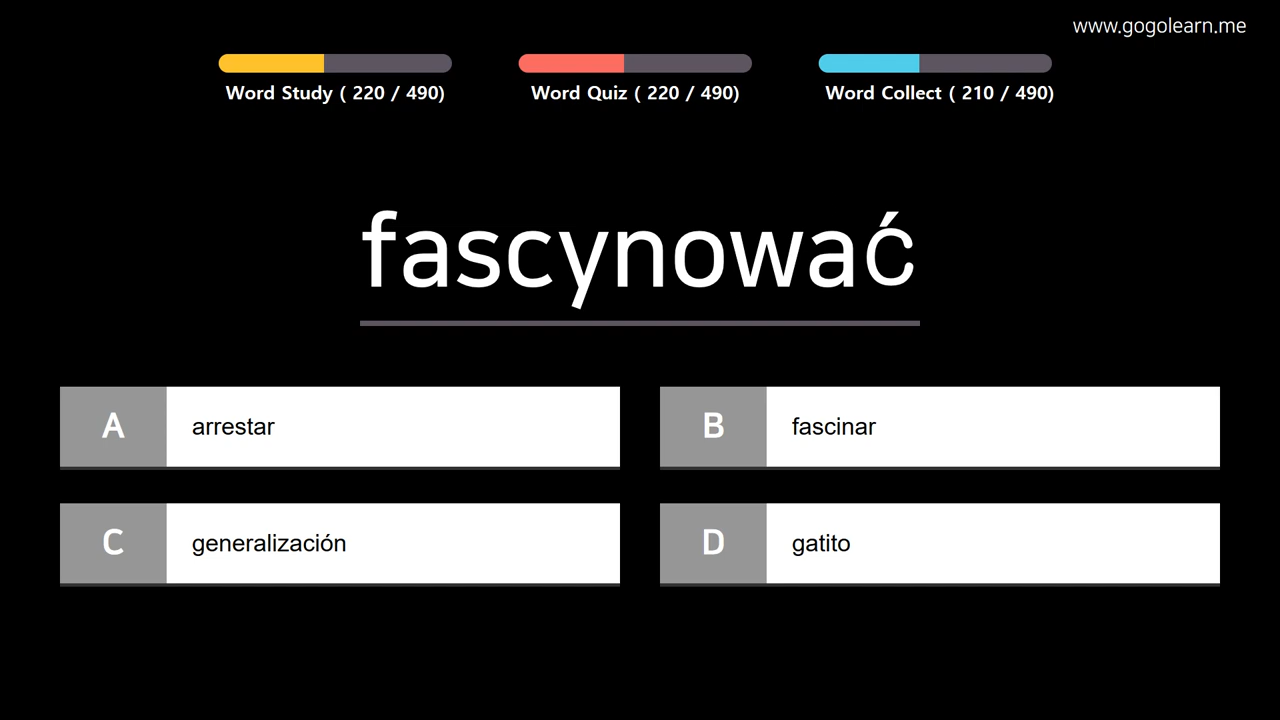 www.gogolearn.me
Word Study ( 220 / 490)
Word Quiz ( 220 / 490)
Word Collect ( 210 / 490)
fascynować
A
arrestar
B
fascinar
C
generalización
D
gatito